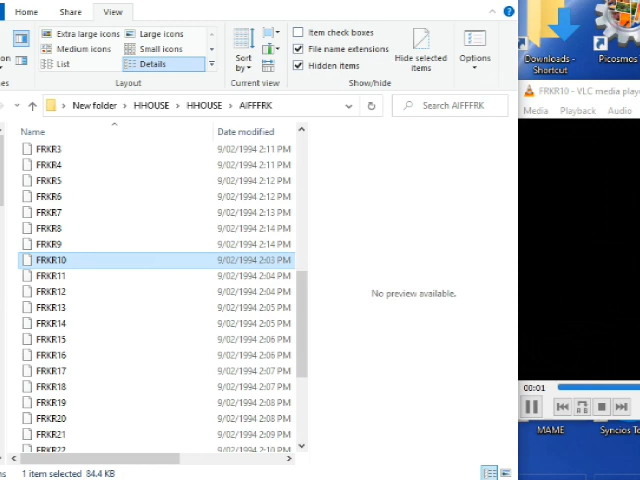 Home Share View
Extra large icons Large icons
Medium icons Small icons
List Details
Layout
Sort by
Current view
Item check boxes
File name extensions
Hidden items
Hide selected items
Show/hide
Options
New folder > HHOUSE > HHOUSE > AIFFFRK
Search AIFFFRK
Name Date modified
FRKR3 9/02/1994 2:11 PM
FRKR4 9/02/1994 2:11 PM
FRKR5 9/02/1994 2:12 PM
FRKR6 9/02/1994 2:12 PM
FRKR7 9/02/1994 2:13 PM
FRKR8 9/02/1994 2:14 PM
FRKR9 9/02/1994 2:14 PM
FRKR10 9/02/1994 2:03 PM
FRKR11 9/02/1994 2:04 PM
FRKR12 9/02/1994 2:04 PM
FRKR13 9/02/1994 2:05 PM
FRKR14 9/02/1994 2:05 PM
FRKR15 9/02/1994 2:06 PM
FRKR16 9/02/1994 2:06 PM
FRKR17 9/02/1994 2:07 PM
FRKR18 9/02/1994 2:07 PM
FRKR19 9/02/1994 2:08 PM
FRKR20 9/02/1994 2:08 PM
FRKR21 9/02/1994 2:09 PM
FRKR22 9/02/1994 2:10 PM
No preview available.
1 item selected 84.4 KB
Downloads - Shortcut
Picosmos
FRKR10 - VLC media play
Media Playback Audio
00:01
MAME
Syncios To